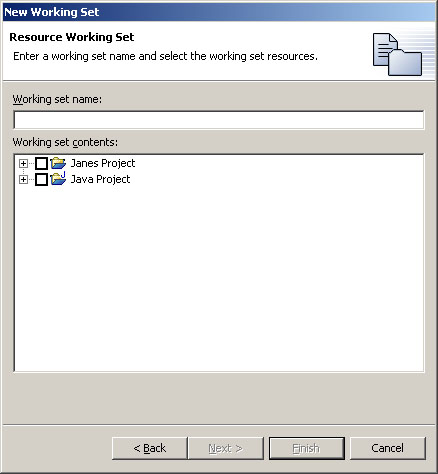 New Working Set
Resource Working Set
Enter a working set name and select the working set resources.
Working set name:
Working set contents:
Janes Project
Java Project
< Back Next > Finish Cancel